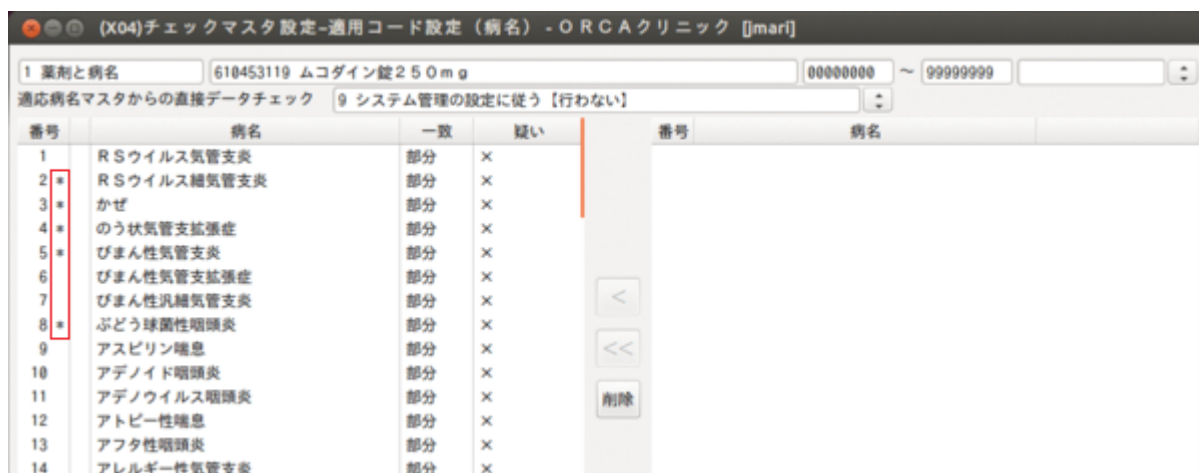 (X04)チェックマスタ設定–適用コード設定（病名）-ＯＲＣＡクリニック [jmari]
1 薬剤と病名 610453119 ムコダイン錠２５０ｍｇ 00000000 ～ 99999999
適応病名マスタからの直接データチェック 9 システム管理の設定に従う【行わない】
番号 病名 一致 疑い 番号 病名
1 ＲＳウイルス気管支炎 部分 ×
2 * ＲＳウイルス細気管支炎 部分 ×
3 * かぜ 部分 ×
4 * のう状気管支拡張症 部分 ×
5 * びまん性気管支炎 部分 ×
6 びまん性気管支拡張症 部分 ×
7 びまん性汎細気管支炎 部分 ×
<
8 * ぶどう球菌性咽頭炎 部分 ×
9 アスピリン喘息 部分 ×
<<
10 アデノイド咽頭炎 部分 ×
11 アデノウイルス咽頭炎 部分 ×
削除
12 アトピー性喘息 部分 ×
13 アフタ性咽頭炎 部分 ×
14 アレルギー性気管支炎 部分 ×